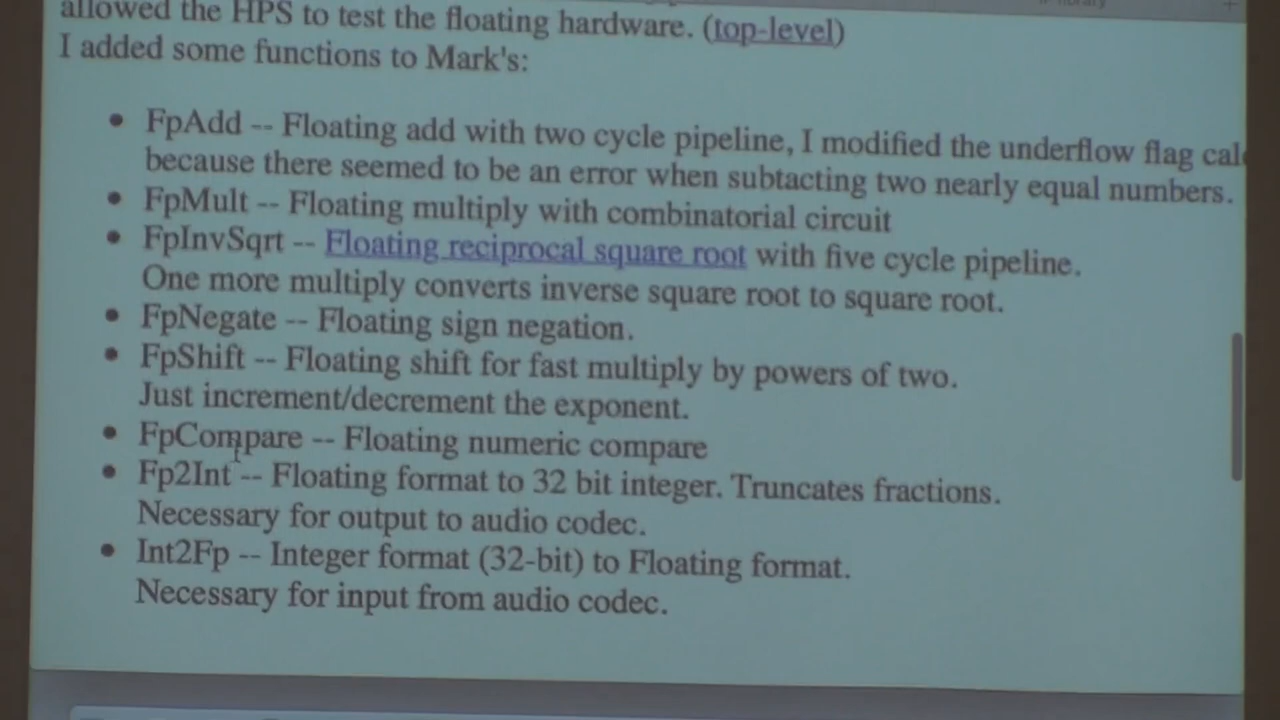 allowed the HPS to test the floating hardware. (top-level)
I added some functions to Mark's:
• FpAdd -- Floating add with two cycle pipeline, I modified the underflow flag
because there seemed to be an error when subtacting two nearly equal numbers.
• FpMult -- Floating multiply with combinatorial circuit
• FpInvSqrt -- Floating reciprocal square root with five cycle pipeline.
One more multiply converts inverse square root to square root.
• FpNegate -- Floating sign negation.
• FpShift -- Floating shift for fast multiply by powers of two.
Just increment/decrement the exponent.
• FpCompare -- Floating numeric compare
• Fp2Int -- Floating format to 32 bit integer. Truncates fractions.
Necessary for output to audio codec.
• Int2Fp -- Integer format (32-bit) to Floating format.
Necessary for input from audio codec.